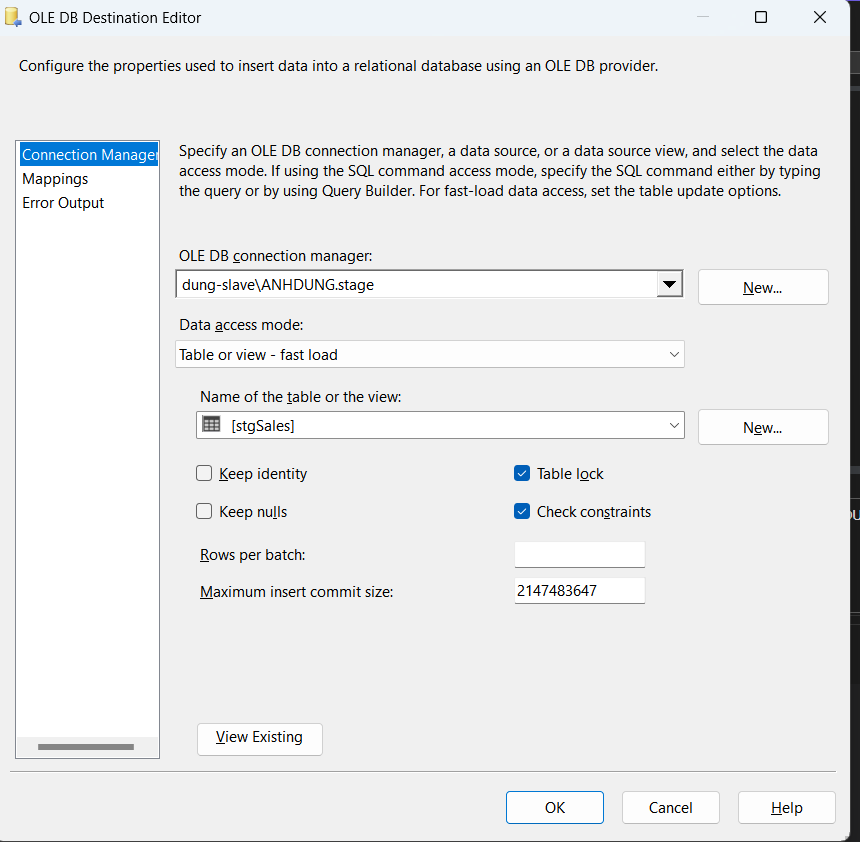 OLE DB Destination Editor
Configure the properties used to insert data into a relational database using an OLE DB provider.
Connection Manager
Mappings
Error Output
Specify an OLE DB connection manager, a data source, or a data source view, and select the data
access mode. If using the SQL command access mode, specify the SQL command either by typing
the query or by using Query Builder. For fast-load data access, set the table update options.
OLE DB connection manager:
dung-slave\ANHDUNG.stage
New...
Data access mode:
Table or view - fast load
Name of the table or the view:
[stgSales]
New...
Keep identity
Table lock
Keep nulls
Check constraints
Rows per batch:
Maximum insert commit size:
2147483647
View Existing
OK
Cancel
Help